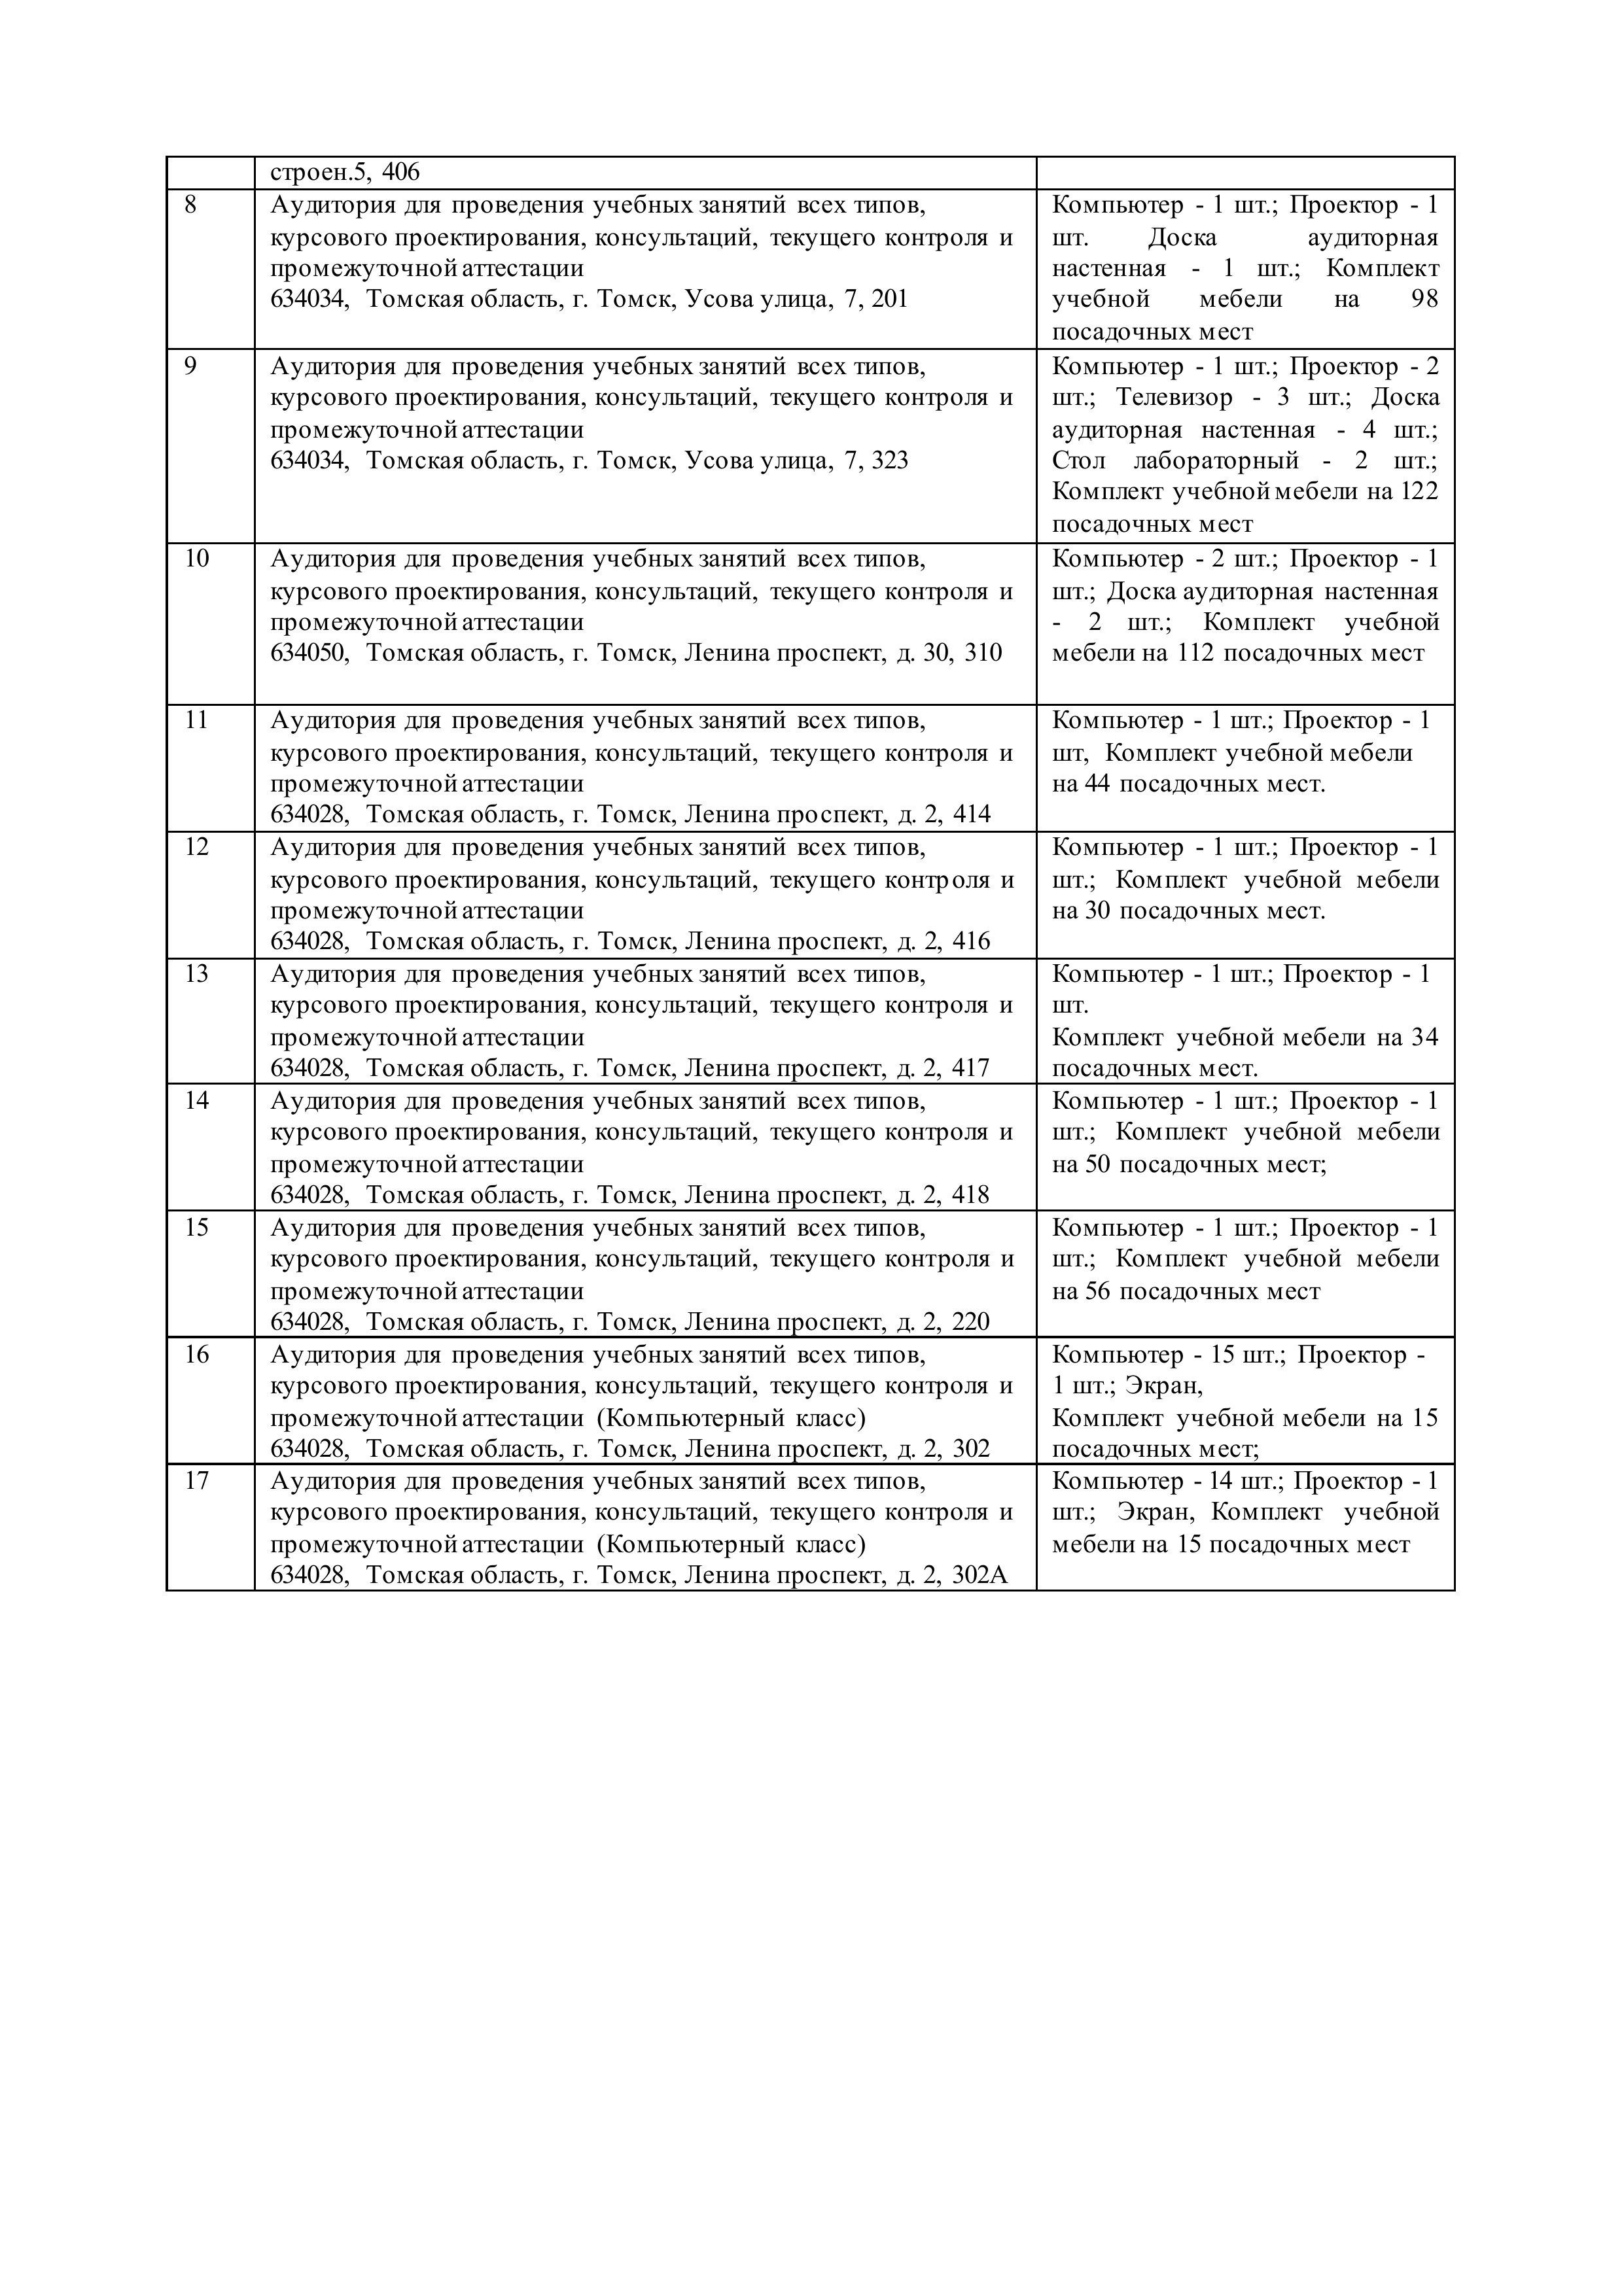 строен.5, 406
8
Аудитория для проведения учебных занятий всех типов,
курсового проектирования, консультаций, текущего контроля и
промежуточной аттестации
634034, Томская область, г. Томск, Усова улица, 7, 201
Компьютер - 1 шт.; Проектор - 1
шт. Доска аудиторная
настенная - 1 шт.; Комплект
учебной мебели на 98
посадочных мест
9
Аудитория для проведения учебных занятий всех типов,
курсового проектирования, консультаций, текущего контроля и
промежуточной аттестации
634034, Томская область, г. Томск, Усова улица, 7, 323
Компьютер - 1 шт.; Проектор - 2
шт.; Телевизор - 3 шт.; Доска
аудиторная настенная - 4 шт.;
Стол лабораторный - 2 шт.;
Комплект учебной мебели на 122
посадочных мест
10
Аудитория для проведения учебных занятий всех типов,
курсового проектирования, консультаций, текущего контроля и
промежуточной аттестации
634050, Томская область, г. Томск, Ленина проспект, д. 30, 310
Компьютер - 2 шт.; Проектор - 1
шт.; Доска аудиторная настенная
- 2 шт.; Комплект учебной
мебели на 112 посадочных мест
11
Аудитория для проведения учебных занятий всех типов,
курсового проектирования, консультаций, текущего контроля и
промежуточной аттестации
634028, Томская область, г. Томск, Ленина проспект, д. 2, 414
Компьютер - 1 шт.; Проектор - 1
шт, Комплект учебной мебели
на 44 посадочных мест.
12
Аудитория для проведения учебных занятий всех типов,
курсового проектирования, консультаций, текущего контроля и
промежуточной аттестации
634028, Томская область, г. Томск, Ленина проспект, д. 2, 416
Компьютер - 1 шт.; Проектор - 1
шт.; Комплект учебной мебели
на 30 посадочных мест.
13
Аудитория для проведения учебных занятий всех типов,
курсового проектирования, консультаций, текущего контроля и
промежуточной аттестации
634028, Томская область, г. Томск, Ленина проспект, д. 2, 417
Компьютер - 1 шт.; Проектор - 1
шт.
Комплект учебной мебели на 34
посадочных мест.
14
Аудитория для проведения учебных занятий всех типов,
курсового проектирования, консультаций, текущего контроля и
промежуточной аттестации
634028, Томская область, г. Томск, Ленина проспект, д. 2, 418
Компьютер - 1 шт.; Проектор - 1
шт.; Комплект учебной мебели
на 50 посадочных мест;
15
Аудитория для проведения учебных занятий всех типов,
курсового проектирования, консультаций, текущего контроля и
промежуточной аттестации
634028, Томская область, г. Томск, Ленина проспект, д. 2, 220
Компьютер - 1 шт.; Проектор - 1
шт.; Комплект учебной мебели
на 56 посадочных мест
16
Аудитория для проведения учебных занятий всех типов,
курсового проектирования, консультаций, текущего контроля и
промежуточной аттестации (Компьютерный класс)
634028, Томская область, г. Томск, Ленина проспект, д. 2, 302
Компьютер - 15 шт.; Проектор -
1 шт.; Экран,
Комплект учебной мебели на 15
посадочных мест;
17
Аудитория для проведения учебных занятий всех типов,
курсового проектирования, консультаций, текущего контроля и
промежуточной аттестации (Компьютерный класс)
634028, Томская область, г. Томск, Ленина проспект, д. 2, 302А
Компьютер - 14 шт.; Проектор - 1
шт.; Экран, Комплект учебной
мебели на 15 посадочных мест